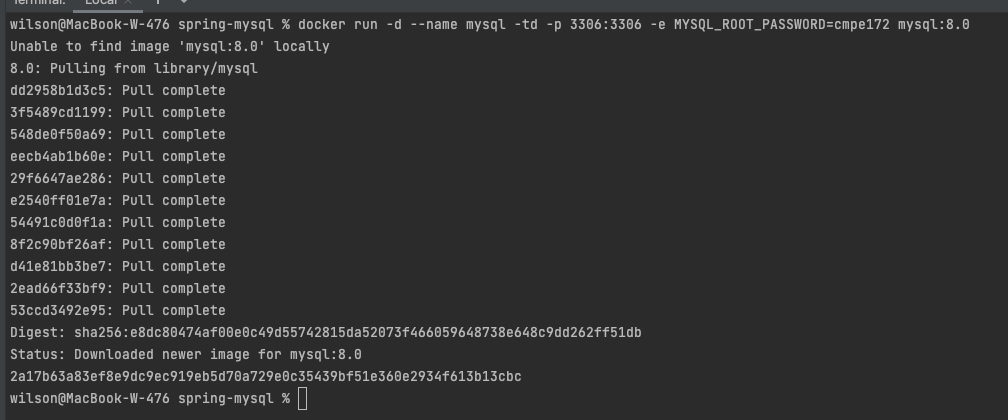 Terminal: Local × + ⌄
wilson@MacBook-W-476 spring-mysql % docker run -d --name mysql -td -p 3306:3306 -e MYSQL_ROOT_PASSWORD=cmpe172 mysql:8.0
Unable to find image 'mysql:8.0' locally
8.0: Pulling from library/mysql
dd2958b1d3c5: Pull complete
3f5489cd1199: Pull complete
548de0f50a69: Pull complete
eecb4ab1b60e: Pull complete
29f6647ae286: Pull complete
e2540ff01e7a: Pull complete
54491c0d0f1a: Pull complete
8f2c90bf26af: Pull complete
d41e81bb3be7: Pull complete
2ead66f33bf9: Pull complete
53ccd3492e95: Pull complete
Digest: sha256:e8dc80474af00e0c49d55742815da52073f466059648738e648c9dd262ff51db
Status: Downloaded newer image for mysql:8.0
2a17b63a83ef8e9dc9ec919eb5d70a729e0c35439bf51e360e2934f613b13cbc
wilson@MacBook-W-476 spring-mysql %